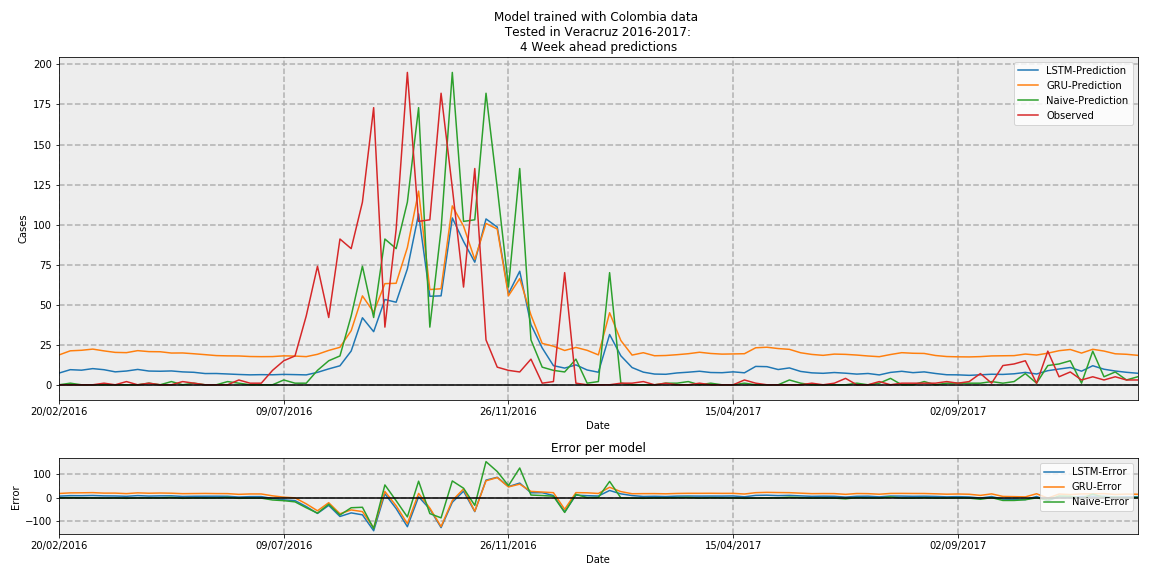 Model trained with Colombia data
Tested in Veracruz 2016-2017:
4 Week ahead predictions
LSTM-Prediction
GRU-Prediction
Naive-Prediction
Observed
200
175
150
125
100
75
50
25
0
Cases
20/02/2016
09/07/2016
26/11/2016
15/04/2017
02/09/2017
Date
Error per model
LSTM-Error
GRU-Error
Naive-Error
100
0
−100
Error
20/02/2016
09/07/2016
26/11/2016
15/04/2017
02/09/2017
Date